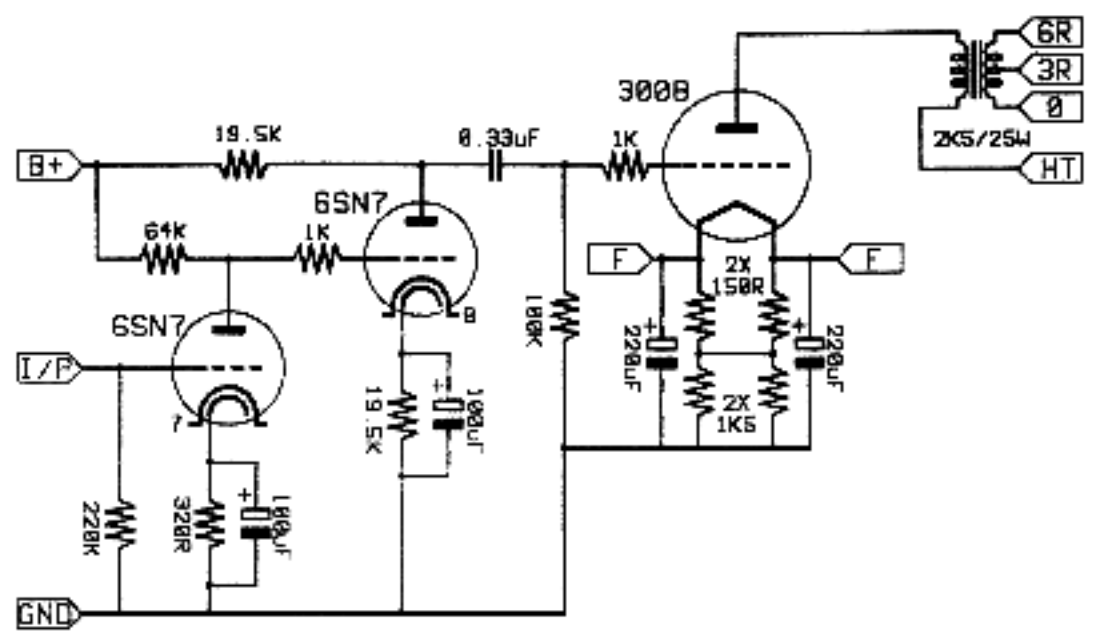 6R
3R
0
2K5/25W
HT
300B
19.5K
0.33uF
1K
B+
6SN7
64K
1K
F
F
2X
150R
8
100K
6SN7
I/P
+
220uF
+
220uF
2X
1K5
7
19.5K
+
100uF
220K
320R
+
100uF
GND